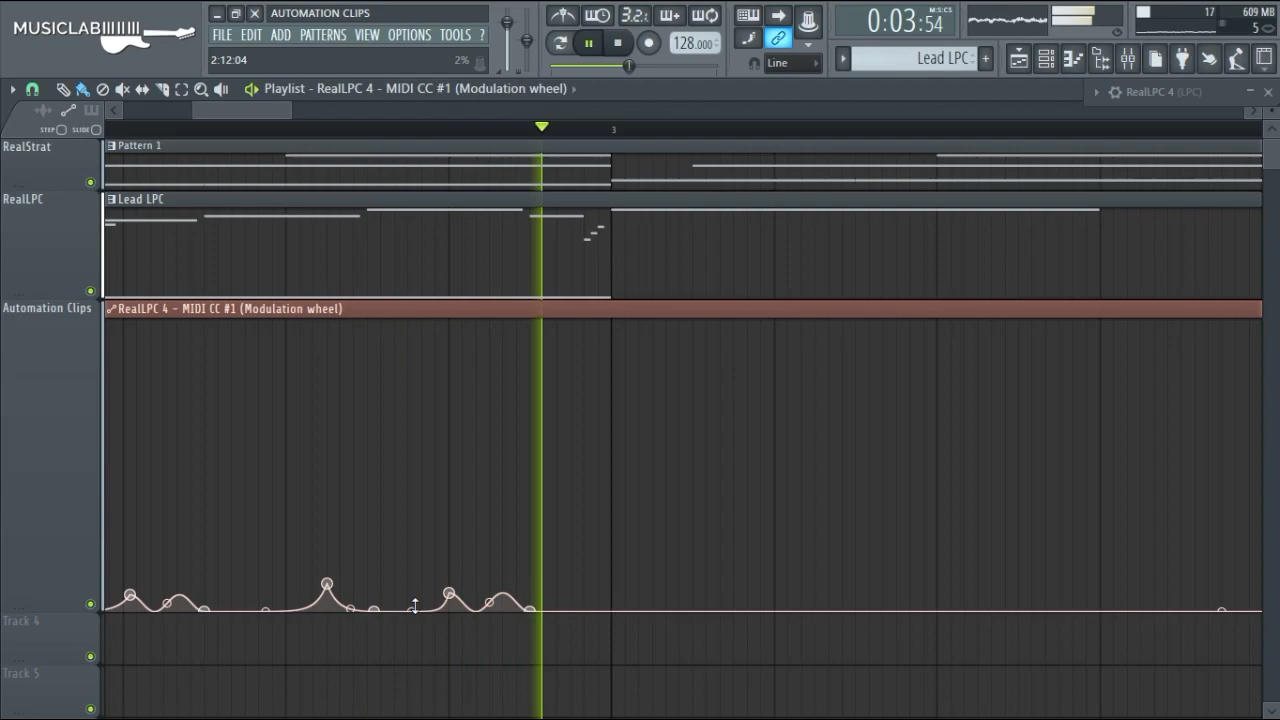 MUSICLAB
AUTOMATION CLIPS
FILE EDIT ADD PATTERNS VIEW OPTIONS TOOLS ?
2:12:04 2%
3.2:
128.000
Line
0:03:54
Lead LPC
17 609 MB
5
Playlist - RealLPC 4 - MIDI CC #1 (Modulation wheel)
RealLPC 4 (LPC)
STEP SLIDE
3
RealStrat
Pattern 1
RealLPC
Lead LPC
Automation Clips
RealLPC 4 - MIDI CC #1 (Modulation wheel)
Track 4
Track 5